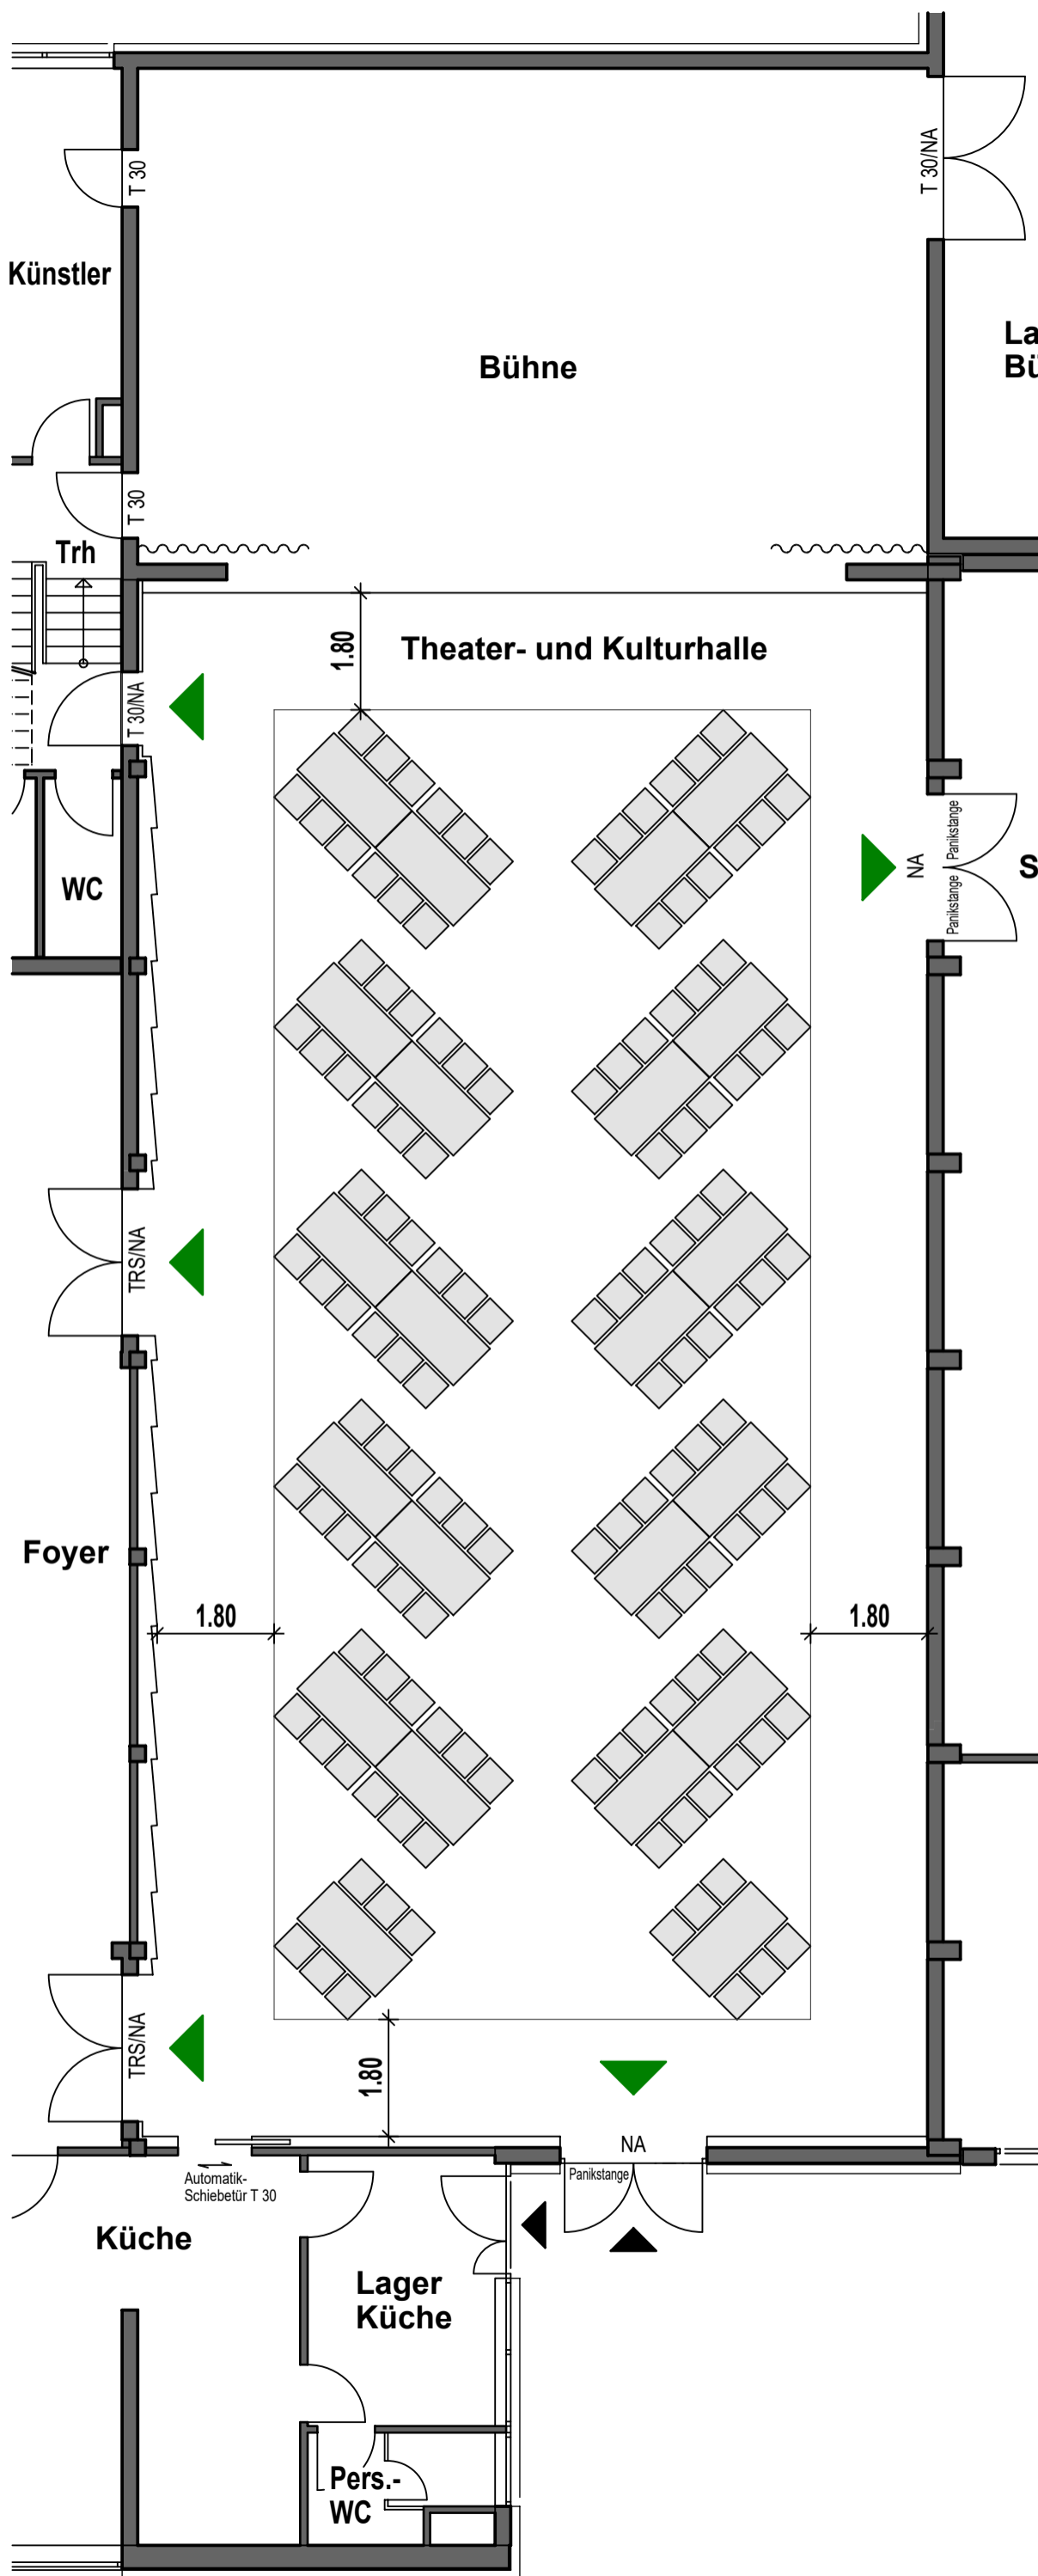 T 30
T 30/NA
Künstler
La
Bü
Bühne
T 30
Trh
1.80
Theater- und Kulturhalle
T 30/NA
Panikstange
NA
S
WC
Panikstange
TRS/NA
Foyer
1.80
1.80
TRS/NA
1.80
NA
Panikstange
Automatik-
Schiebetür T 30
Küche
Lager
Küche
Pers.-
WC